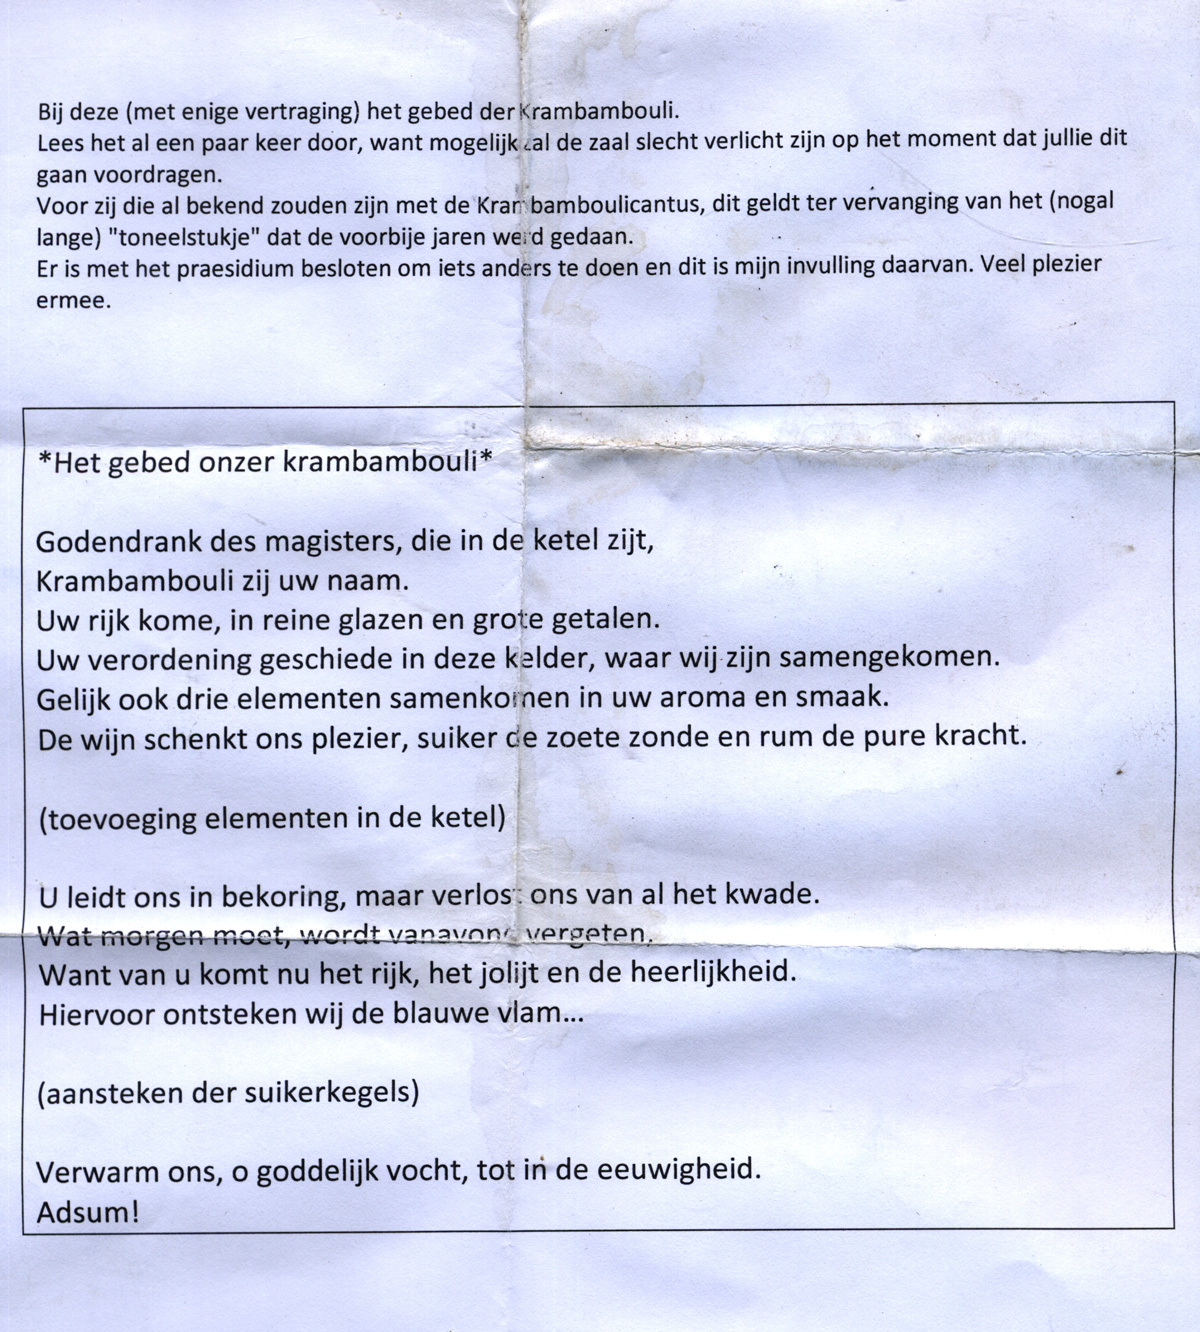 Bij deze (met enige vertraging) het gebed der Krambambouli.
Lees het al een paar keer door, want mogelijk zal de zaal slecht verlicht zijn op het moment dat jullie dit
gaan voordragen.
Voor zij die al bekend zouden zijn met de Krambamboulicantus, dit geldt ter vervanging van het (nogal
lange) "toneelstukje" dat de voorbije jaren werd gedaan.
Er is met het praesidium besloten om iets anders te doen en dit is mijn invulling daarvan. Veel plezier
ermee.
*Het gebed onzer krambambouli*
Godendrank des magisters, die in de ketel zijt,
Krambambouli zij uw naam.
Uw rijk kome, in reine glazen en grote getalen.
Uw verordening geschiede in deze kelder, waar wij zijn samengekomen.
Gelijk ook drie elementen samenkomen in uw aroma en smaak.
De wijn schenkt ons plezier, suiker de zoete zonde en rum de pure kracht.
(toevoeging elementen in de ketel)
U leidt ons in bekoring, maar verlost ons van al het kwade.
Wat morgen moet, wordt vanavond vergeten.
Want van u komt nu het rijk, het jolijt en de heerlijkheid.
Hiervoor ontsteken wij de blauwe vlam...
(aansteken der suikerkegels)
Verwarm ons, o goddelijk vocht, tot in de eeuwigheid.
Adsum!